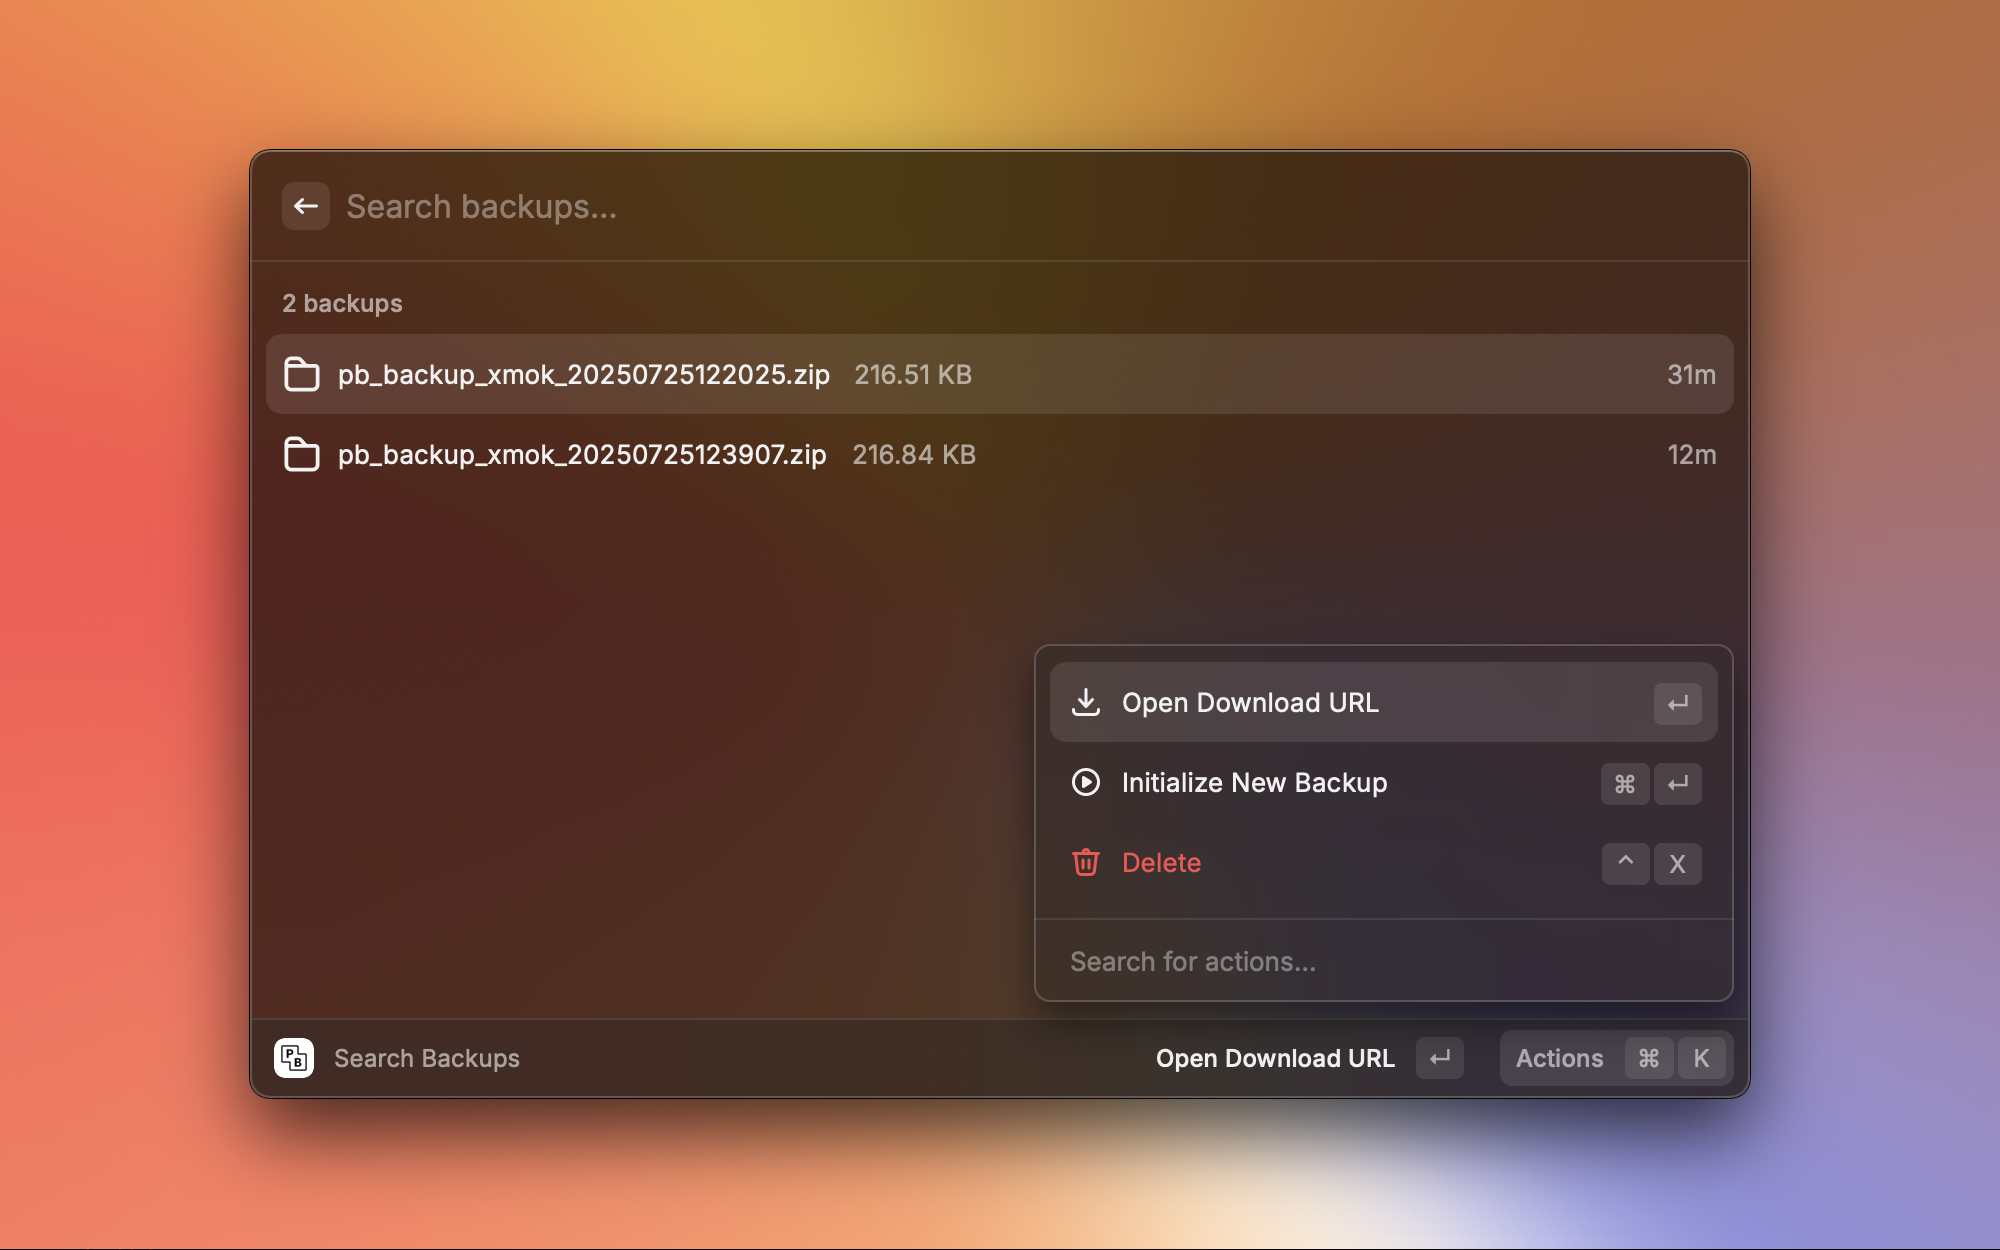 Search backups...
2 backups
pb_backup_xmok_20250725122025.zip 216.51 KB 31m
pb_backup_xmok_20250725123907.zip 216.84 KB 12m
Open Download URL ↵
Initialize New Backup ⌘ ↵
Delete ^ X
Search for actions...
PB Search Backups Open Download URL ↵ Actions ⌘ K